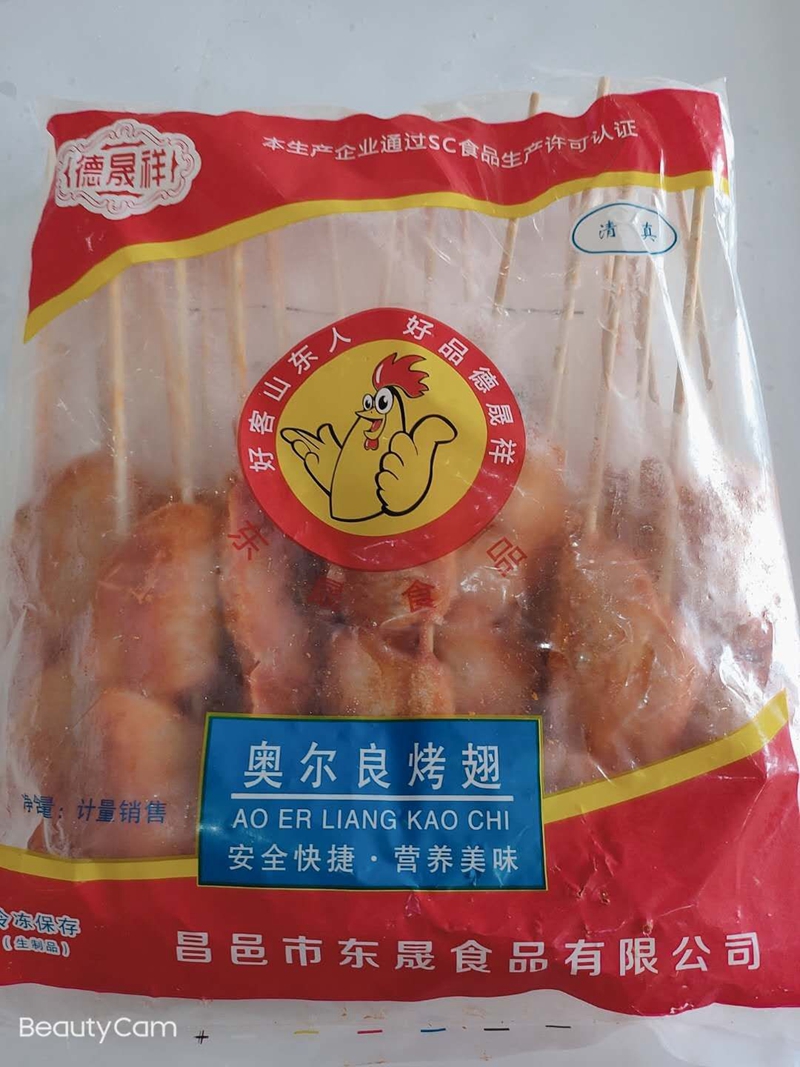 德晟祥
本生产企业通过SC食品生产许可认证
清真
好客山东人 好品德晟祥
东晟食品
奥尔良烤翅
AO ER LIANG KAO CHI
净含量：计量销售
安全快捷·营养美味
冷冻保存
（生制品）
昌邑市东晟食品有限公司
BeautyCam